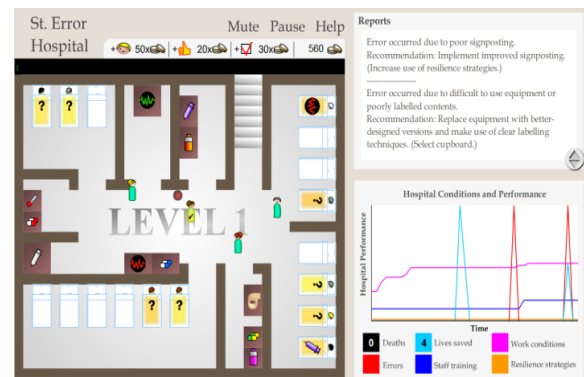 St. Error
Hospital
Mute Pause Help
+ 50x + 20x + 30x 560
LEVEL 1
? ?
?
?
?
? ?
Reports
Error occurred due to poor signposting.
Recommendation: Implement improved signposting.
(Increase use of resilience strategies.)
--------------------
Error occurred due to difficult to use equipment or
poorly labelled contents.
Recommendation: Replace equipment with better-
designed versions and make use of clear labelling
techniques. (Select cupboard.)
Hospital Conditions and Performance
Hospital Performance
Time
0 Deaths 4 Lives saved Work conditions
Errors Staff training Resilience strategies